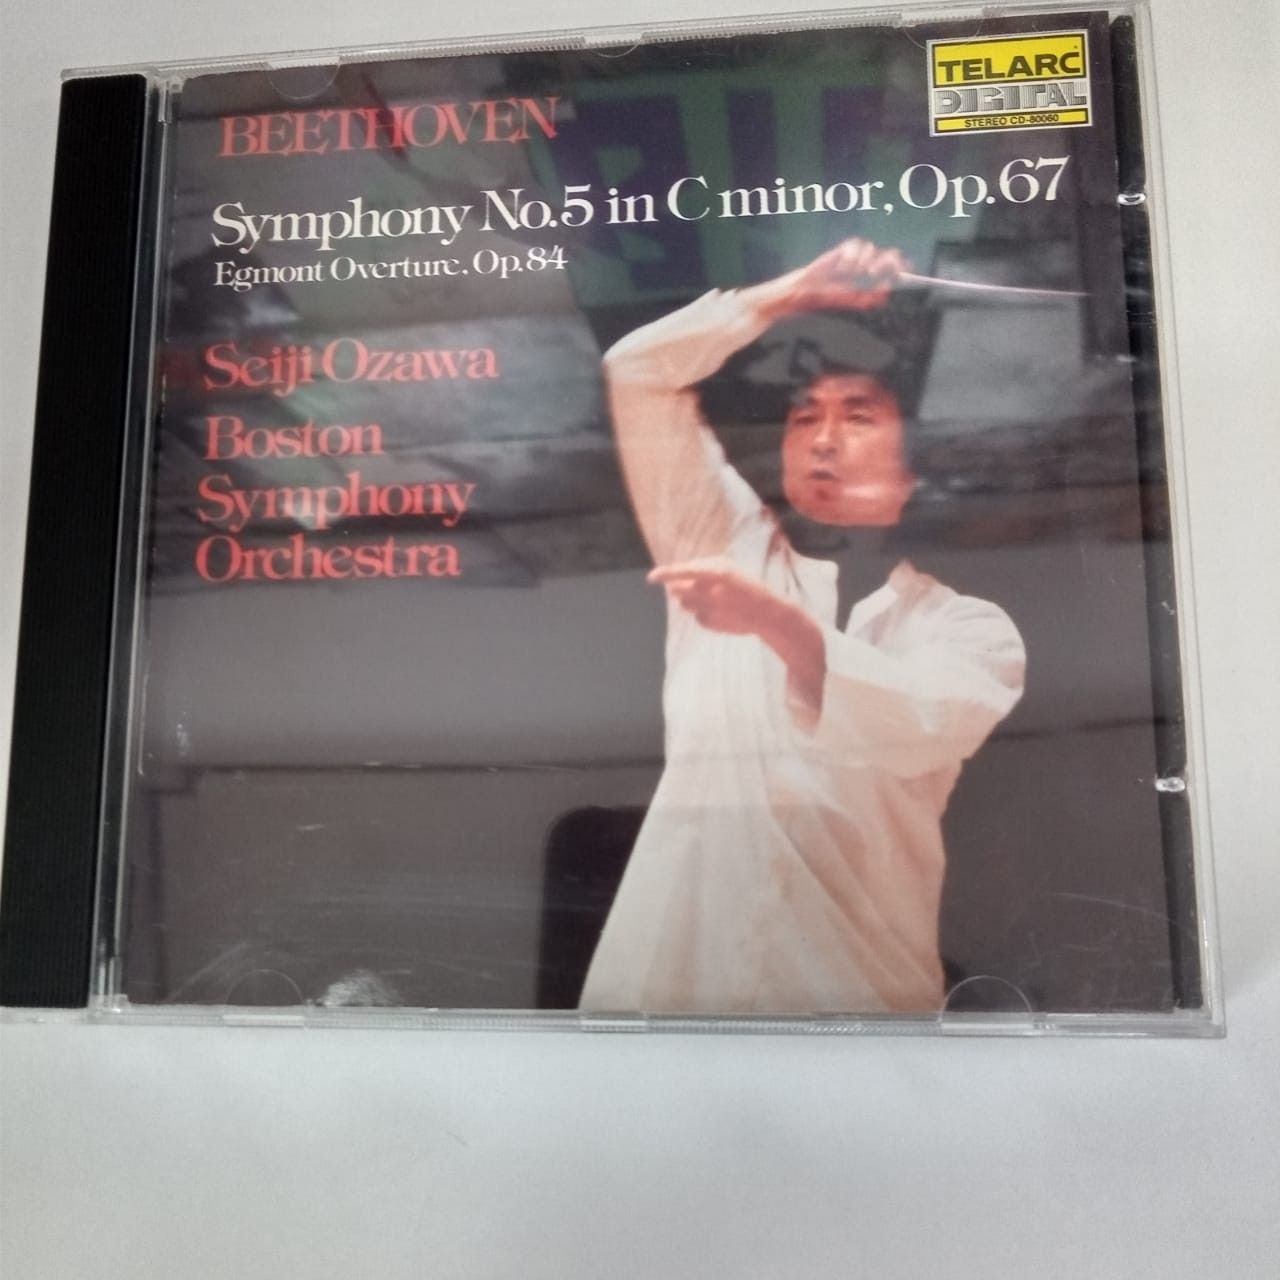 TELARC
DIGITAL
STEREO CD-80060
BEETHOVEN
Symphony No.5 in C minor, Op.67
Egmont Overture. Op.84
Seiji Ozawa
Boston
Symphony
Orchestra